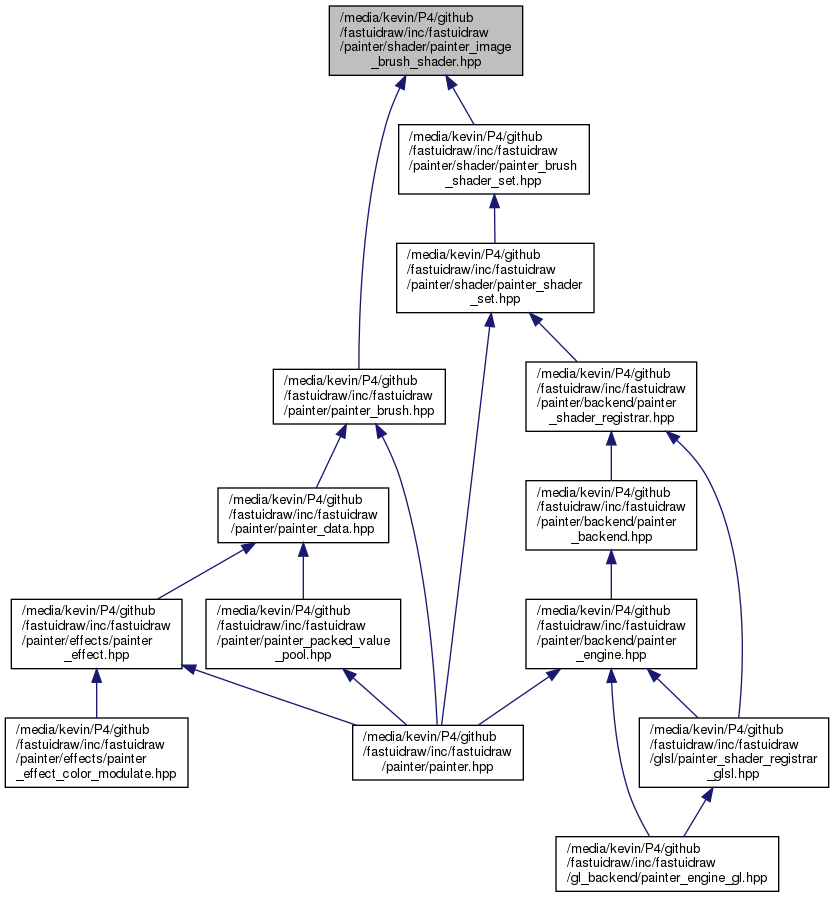 /media/kevin/P4/github
/fastuidraw/inc/fastuidraw
/painter/shader/painter_image
_brush_shader.hpp
/media/kevin/P4/github
/fastuidraw/inc/fastuidraw
/painter/shader/painter_brush
_shader_set.hpp
/media/kevin/P4/github
/fastuidraw/inc/fastuidraw
/painter/shader/painter_shader
_set.hpp
/media/kevin/P4/github
/fastuidraw/inc/fastuidraw
/painter/painter_brush.hpp
/media/kevin/P4/github
/fastuidraw/inc/fastuidraw
/painter/backend/painter
_shader_registrar.hpp
/media/kevin/P4/github
/fastuidraw/inc/fastuidraw
/painter/painter_data.hpp
/media/kevin/P4/github
/fastuidraw/inc/fastuidraw
/painter/backend/painter
_backend.hpp
/media/kevin/P4/github
/fastuidraw/inc/fastuidraw
/painter/effects/painter
_effect.hpp
/media/kevin/P4/github
/fastuidraw/inc/fastuidraw
/painter/painter_packed_value
_pool.hpp
/media/kevin/P4/github
/fastuidraw/inc/fastuidraw
/painter/backend/painter
_engine.hpp
/media/kevin/P4/github
/fastuidraw/inc/fastuidraw
/painter/effects/painter
_effect_color_modulate.hpp
/media/kevin/P4/github
/fastuidraw/inc/fastuidraw
/painter/painter.hpp
/media/kevin/P4/github
/fastuidraw/inc/fastuidraw
/glsl/painter_shader_registrar
_glsl.hpp
/media/kevin/P4/github
/fastuidraw/inc/fastuidraw
/gl_backend/painter_engine_gl.hpp